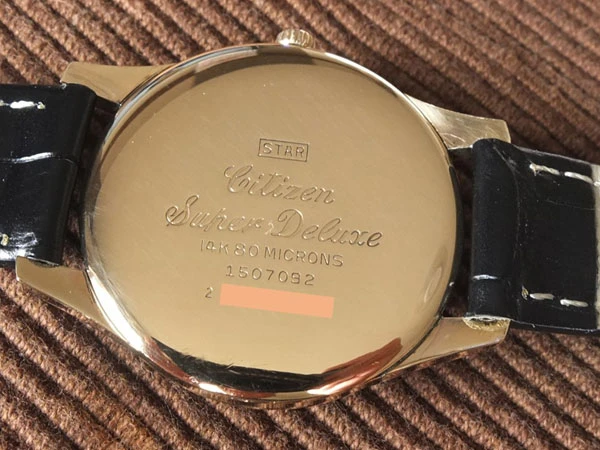 STAR
Citizen
Super Deluxe
14K 80 MICRONS
1507092
2